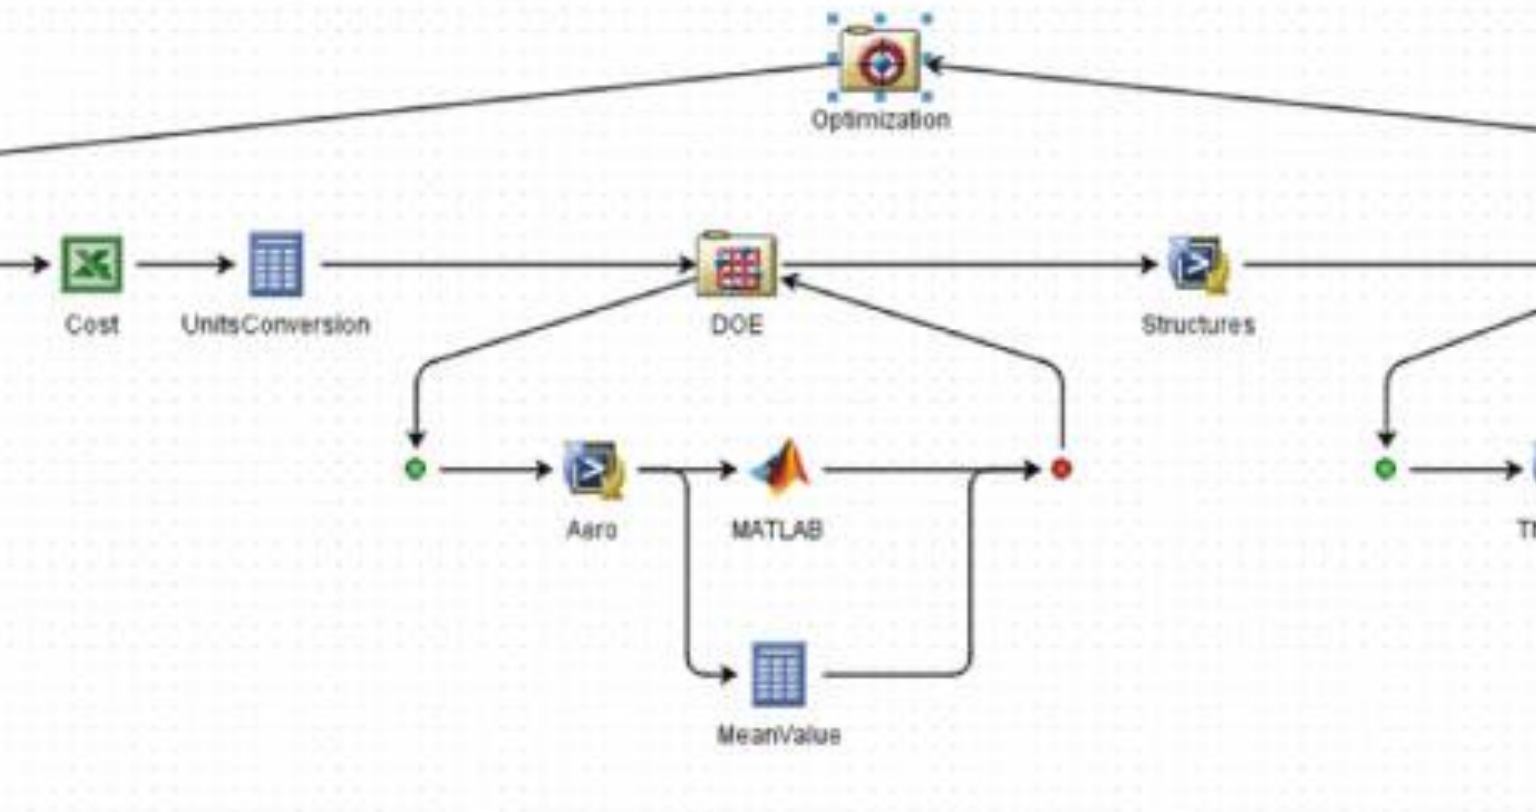 Optimization
Cost
UnitsConversion
DOE
Structures
Aero
MATLAB
MeanValue